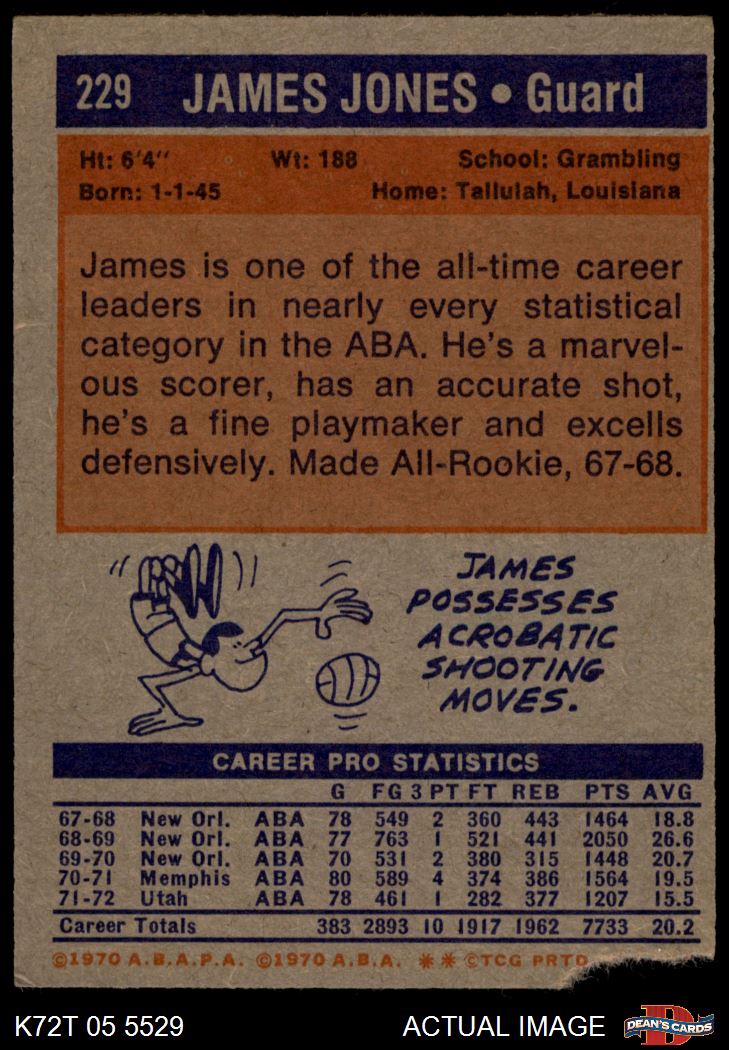 229 JAMES JONES • Guard
Ht: 6'4" Wt: 188 School: Grambling
Born: 1-1-45 Home: Tallulah, Louisiana
James is one of the all-time career
leaders in nearly every statistical
category in the ABA. He's a marvel-
ous scorer, has an accurate shot,
he's a fine playmaker and excells
defensively. Made All-Rookie, 67-68.
JAMES
POSSESSES
ACROBATIC
SHOOTING
MOVES.
CAREER PRO STATISTICS
G FG 3 PT FT REB PTS AVG
67-68 New Orl. ABA 78 549 2 360 443 1464 18.8
68-69 New Orl. ABA 77 763 1 521 441 2050 26.6
69-70 New Orl. ABA 70 531 2 380 315 1448 20.7
70-71 Memphis ABA 80 589 4 374 386 1564 19.5
71-72 Utah ABA 78 461 1 282 377 1207 15.5
Career Totals 383 2893 10 1917 1962 7733 20.2
©1970 A.B.A.P.A. ©1970 A.B.A. ** ©TCG PRTD
K72T 05 5529 ACTUAL IMAGE DEAN'S CARDS